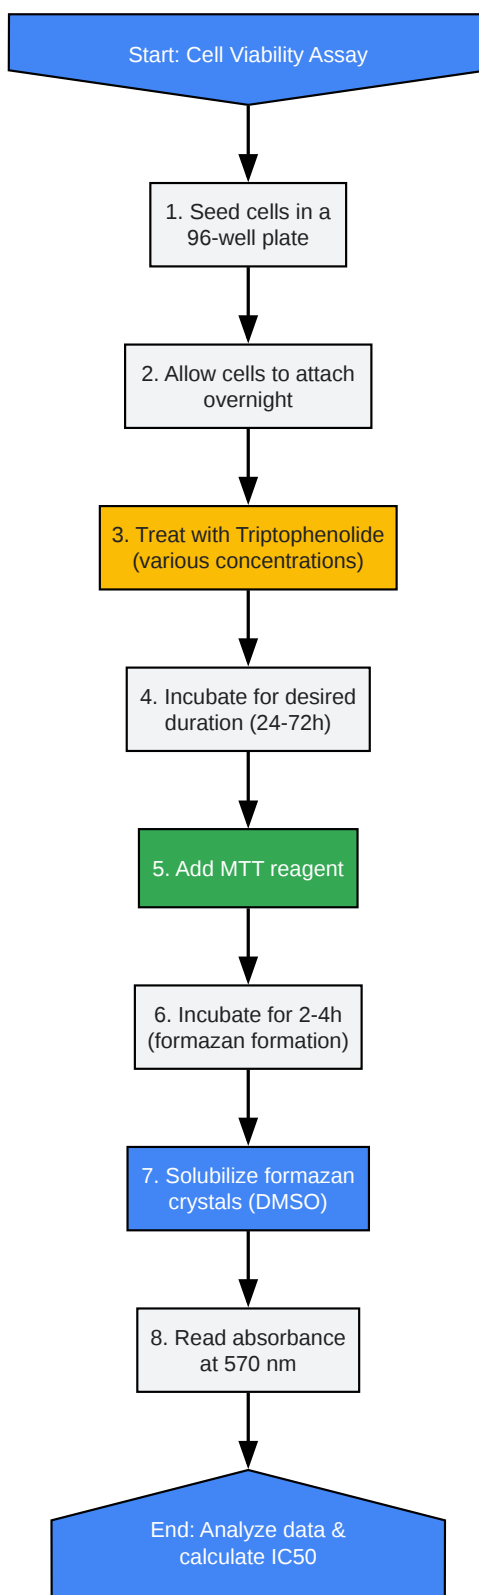 Start: Cell Viability Assay
1. Seed cells in a
96-well plate
2. Allow cells to attach
overnight
3. Treat with Triptophenolide
(various concentrations)
4. Incubate for desired
duration (24-72h)
5. Add MTT reagent
6. Incubate for 2-4h
(formazan formation)
7. Solubilize formazan
crystals (DMSO)
8. Read absorbance
at 570 nm
End: Analyze data &
calculate IC50